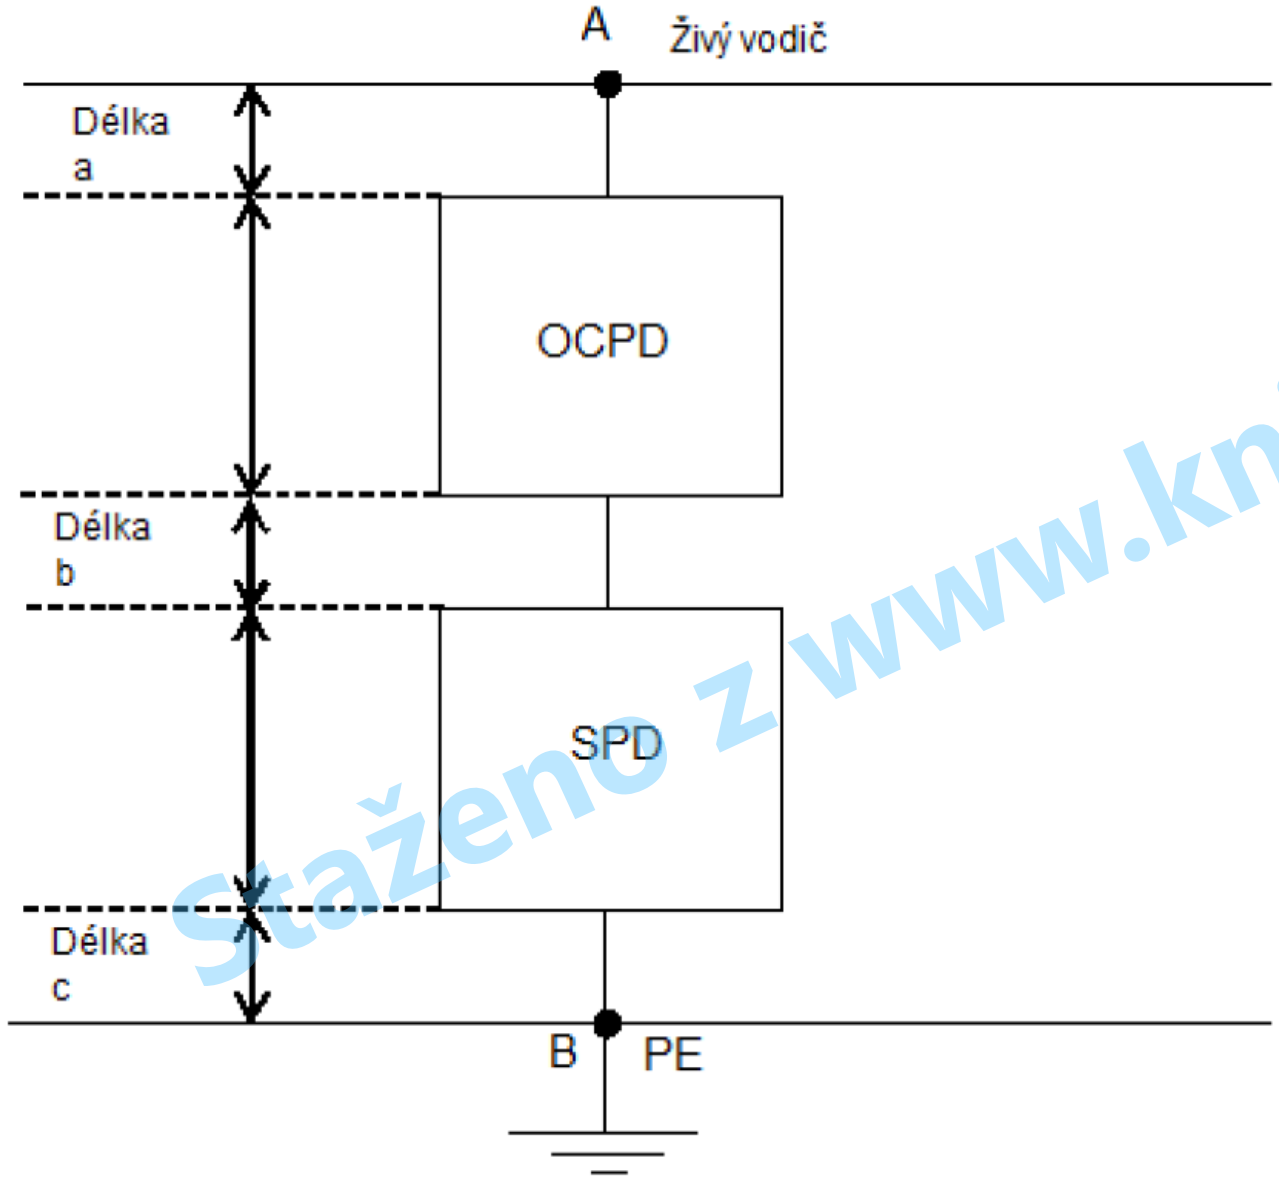 A
Živý vodič
Délka
a
OCPD
Délka
b
SPD
Délka
c
B
PE
Staženo z www.kn